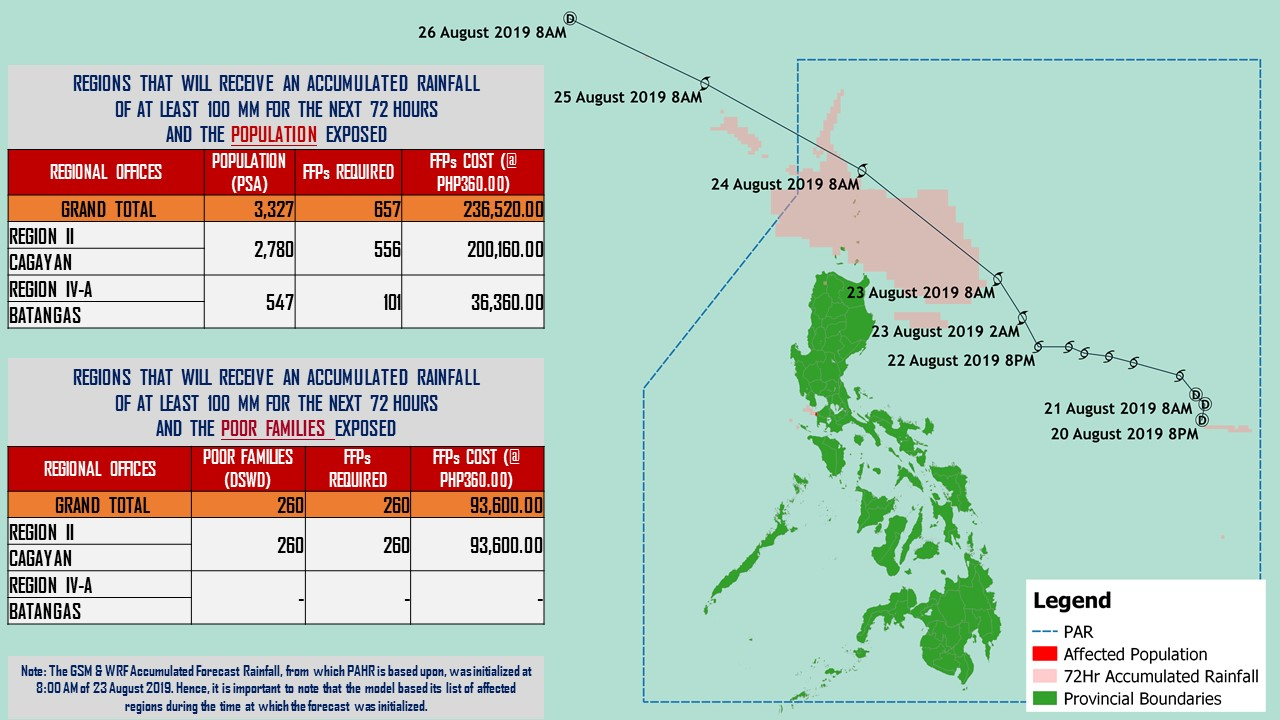 REGIONS THAT WILL RECEIVE AN ACCUMULATED RAINFALL
OF AT LEAST 100 MM FOR THE NEXT 72 HOURS
AND THE POPULATION EXPOSED
REGIONAL OFFICES
POPULATION (PSA)
FFPs REQUIRED
FFPs COST (@ PHP360.00)
GRAND TOTAL 3,327 657 236,520.00
REGION II
CAGAYAN
2,780 556 200,160.00
REGION IV-A
BATANGAS
547 101 36,360.00
REGIONS THAT WILL RECEIVE AN ACCUMULATED RAINFALL
OF AT LEAST 100 MM FOR THE NEXT 72 HOURS
AND THE POOR FAMILIES EXPOSED
REGIONAL OFFICES
POOR FAMILIES (DSWD)
FFPs REQUIRED
FFPs COST (@ PHP360.00)
GRAND TOTAL 260 260 93,600.00
REGION II
CAGAYAN
260 260 93,600.00
REGION IV-A
BATANGAS
- - -
Note: The GSM & WRF Accumulated Forecast Rainfall, from which PAHR is based upon, was initialized at
8:00 AM of 23 August 2019. Hence, it is important to note that the model based its list of affected
regions during the time at which the forecast was initialized.
26 August 2019 8AM
25 August 2019 8AM
24 August 2019 8AM
23 August 2019 8AM
23 August 2019 2AM
22 August 2019 8PM
21 August 2019 8AM
20 August 2019 8PM
D
D
D
D
Legend
PAR
Affected Population
72Hr Accumulated Rainfall
Provincial Boundaries